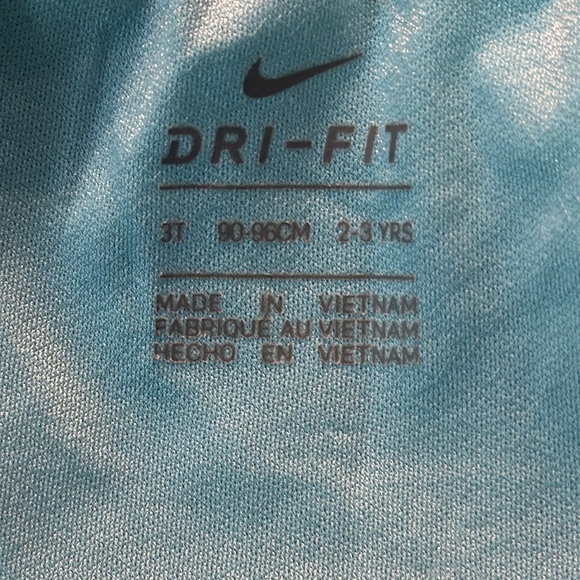 DRI-FIT
3T 90-96CM 2-3 YRS
MADE IN VIETNAM
FABRIQUÉ AU VIETNAM
HECHO EN VIETNAM